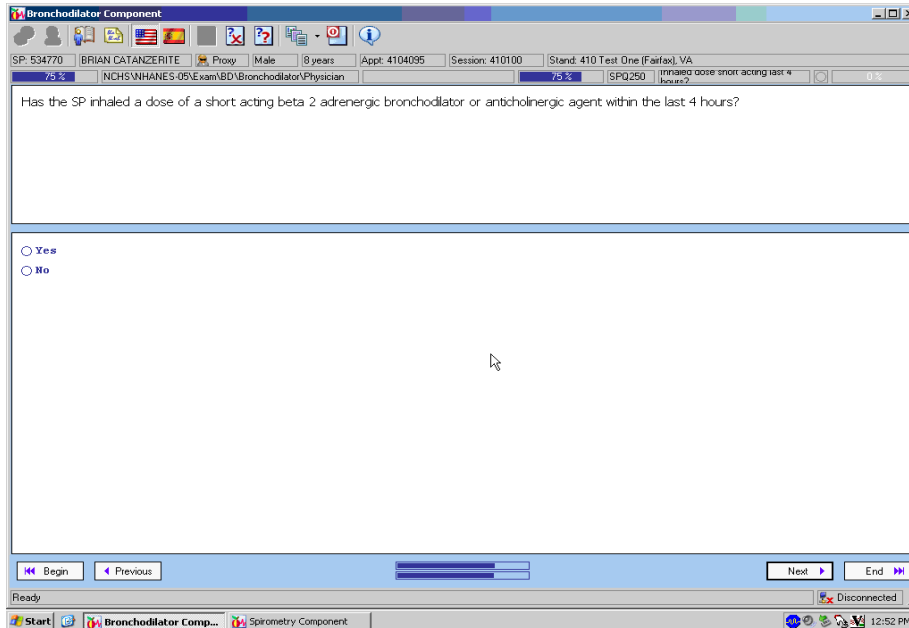 Bronchodilator Component
SP: 534770 BRIAN CATANZERITE Proxy Male 8 years Appt: 4104095 Session: 410100 Stand: 410 Test One (Fairfax), VA
75 % NCHS\NHANES-05\Exam\BD\Bronchodilator\Physician 75 % SPQ250 Inhaled dose short acting last 4 hours? 0 %
Has the SP inhaled a dose of a short acting beta 2 adrenergic bronchodilator or anticholinergic agent within the last 4 hours?
Yes
No
Begin Previous Next End
Ready Disconnected
Start Bronchodilator Comp... Spirometry Component 12:52 PM